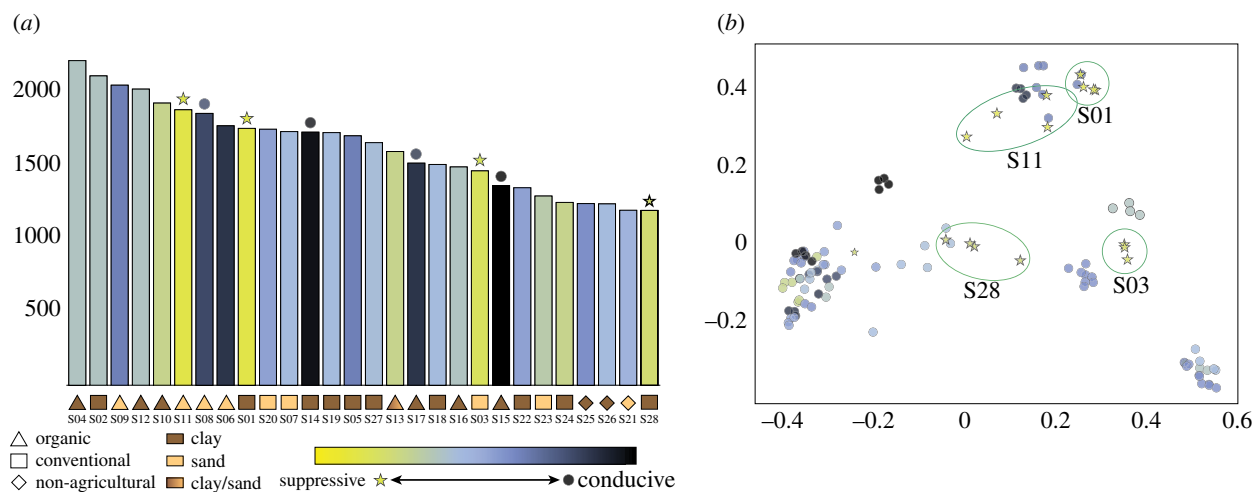 (a)
2000
1500
1000
500
S04 S02 S09 S12 S10 S11 S08 S06 S01 S20 S07 S14 S19 S05 S27 S13 S17 S18 S16 S03 S15 S22 S23 S24 S25 S26 S21 S28
organic
conventional
non-agricultural
clay
sand
clay/sand
suppressive
conducive
(b)
0.4
0.2
0
–0.2
S01
S11
S28
S03
–0.4 –0.2 0 0.2 0.4 0.6